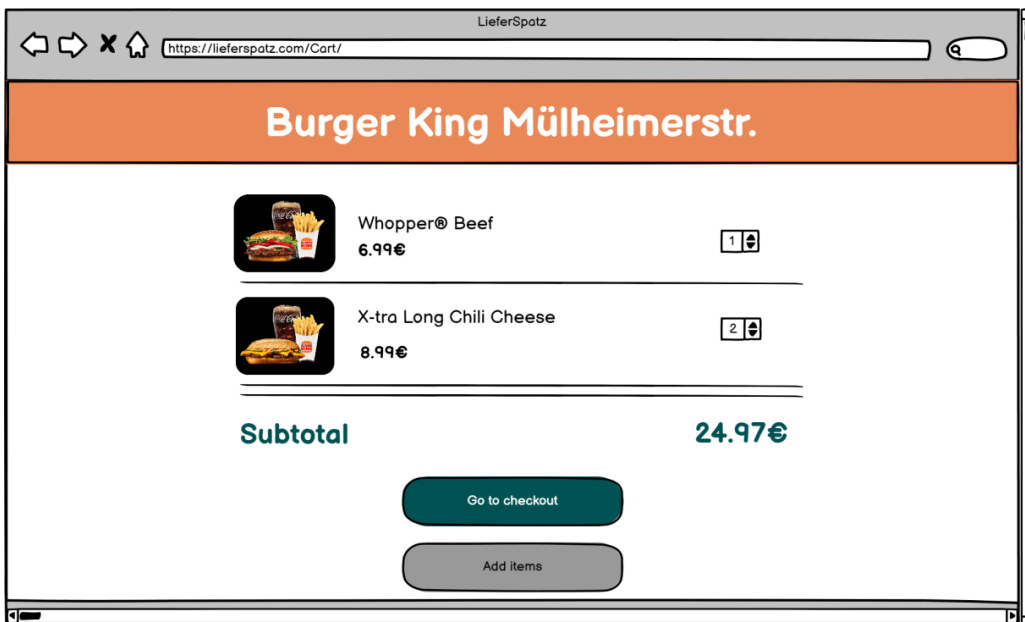 LieferSpatz
https://lieferspatz.com/Cart/
Burger King Mülheimerstr.
Whopper® Beef
6.99€
1
X-tra Long Chili Cheese
8.99€
2
Subtotal 24.97€
Go to checkout
Add items